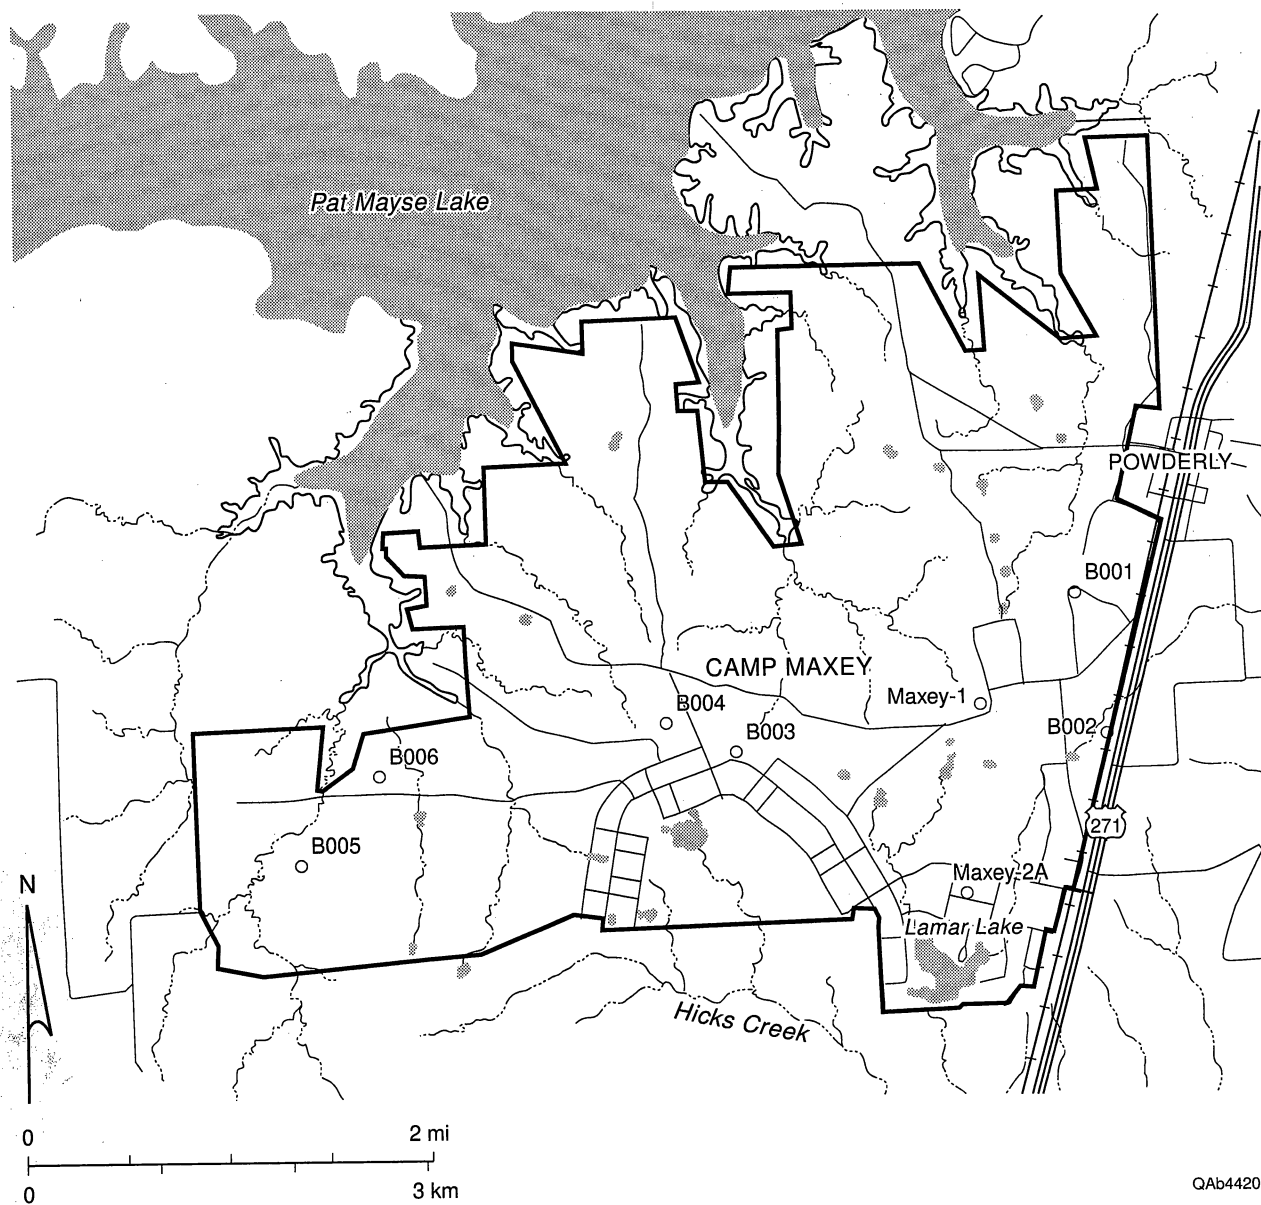 Pat Mayse Lake
POWDERLY
B001
CAMP MAXEY
Maxey-1
B004
B002
B003
B006
271
B005
Maxey-2A
N
Lamar Lake
Hicks Creek
0
2 mi
0
3 km
QAb4420